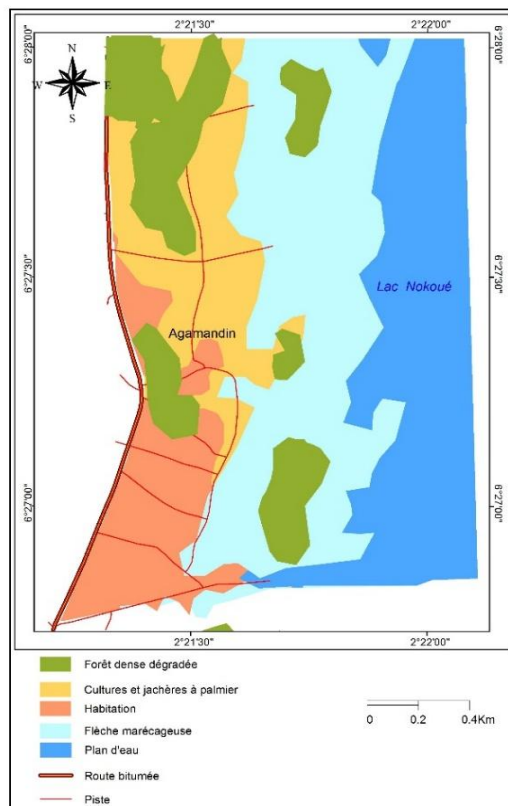 2°21'30"
2°22'00"
6°28'00"
6°28'00"
N
W
E
S
6°27'30"
6°27'30"
Lac Nokoué
Agamandin
6°27'00"
6°27'00"
2°21'30"
2°22'00"
Forêt dense dégradée
Cultures et jachères à palmier
Habitation
Flèche marécageuse
Plan d'eau
Route bitumée
Piste
0 0.2 0.4Km